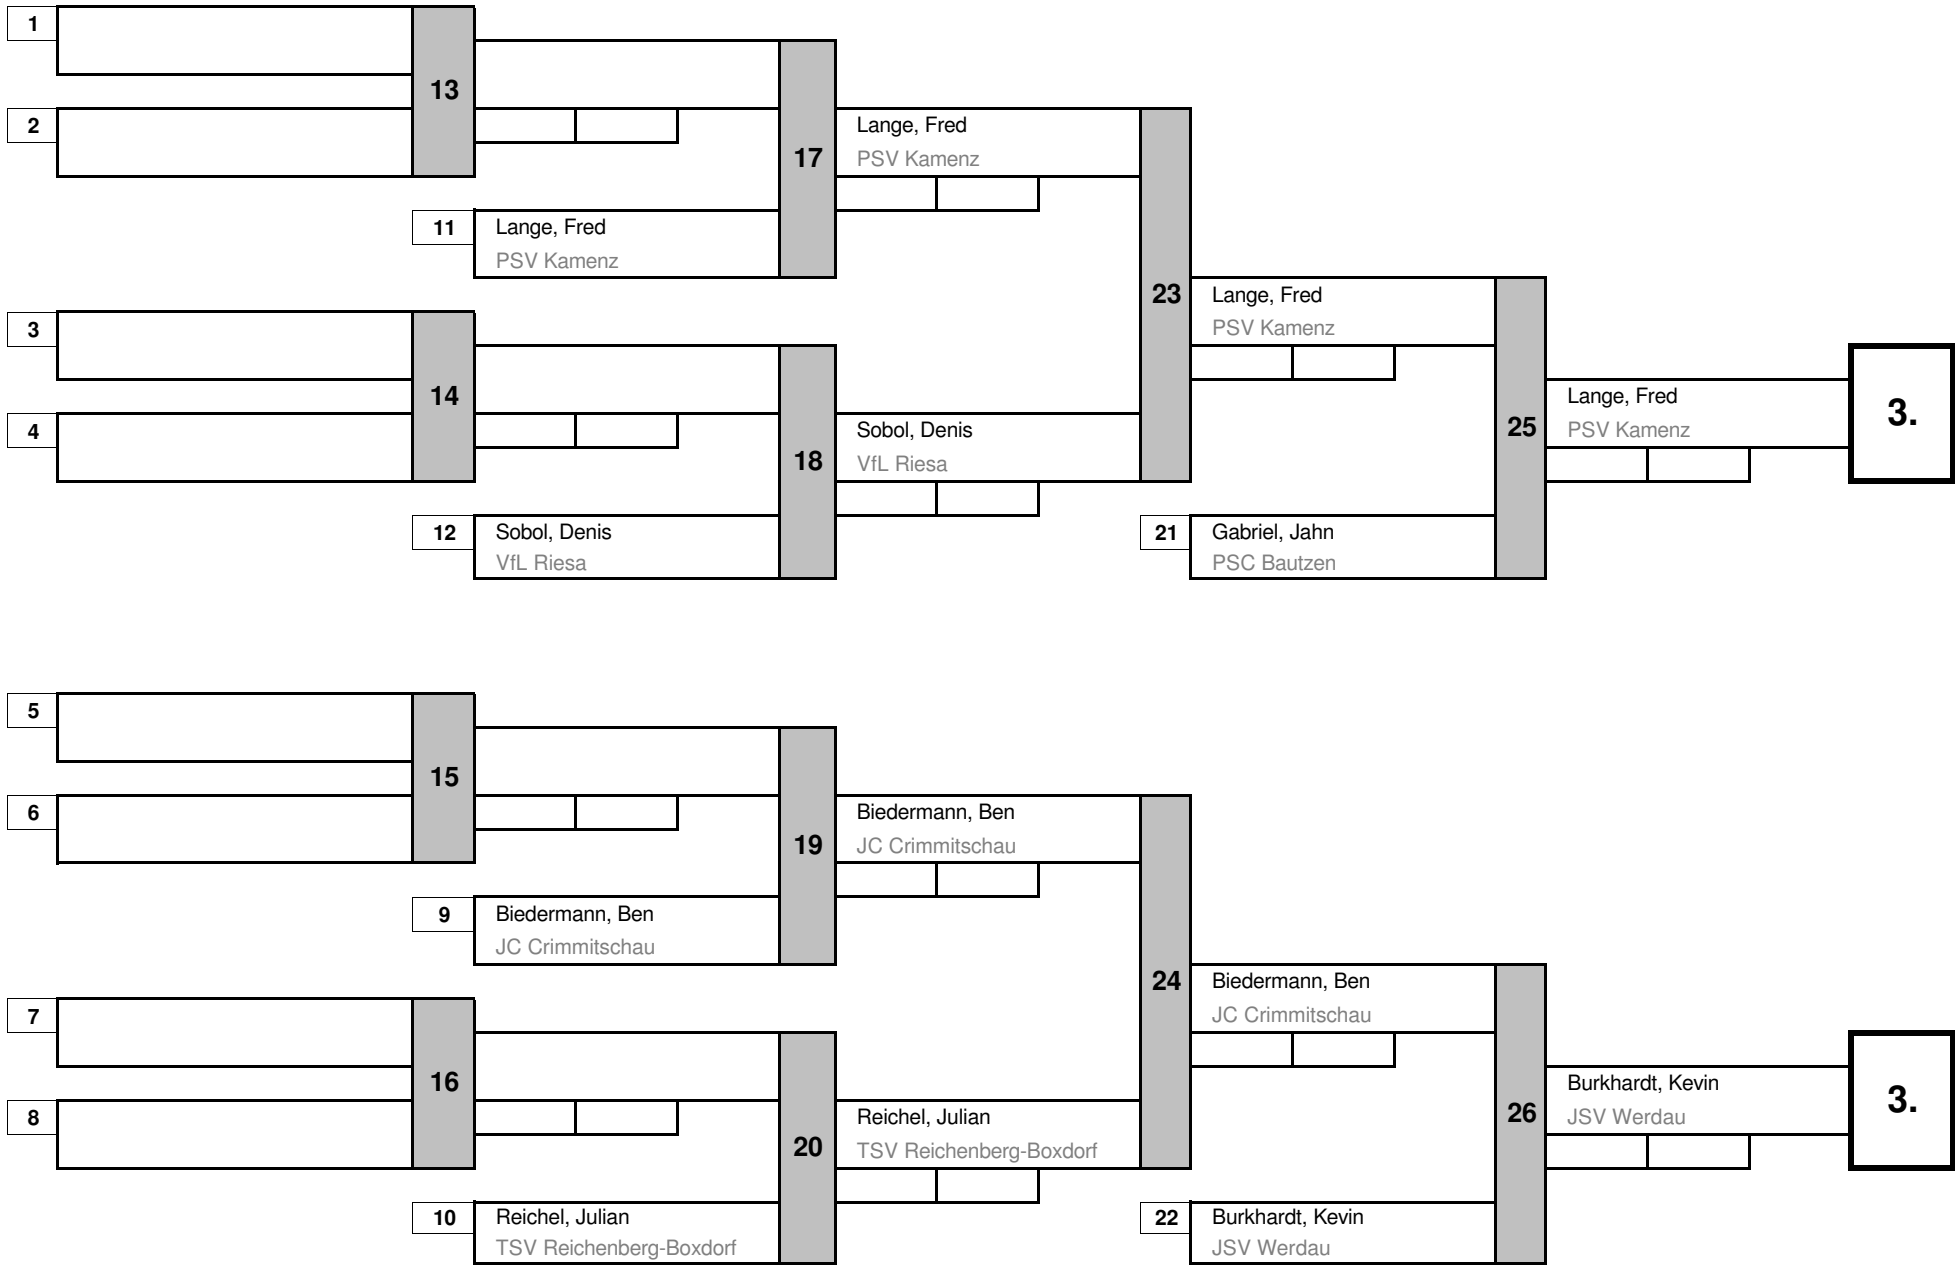 1
13
2
17
Lange, Fred
PSV Kamenz
11
Lange, Fred
PSV Kamenz
23
Lange, Fred
PSV Kamenz
3
14
4
18
Sobol, Denis
VfL Riesa
12
Sobol, Denis
VfL Riesa
21
Gabriel, Jahn
PSC Bautzen
25
Lange, Fred
PSV Kamenz
3.
5
15
6
19
Biedermann, Ben
JC Crimmitschau
9
Biedermann, Ben
JC Crimmitschau
24
Biedermann, Ben
JC Crimmitschau
7
16
8
20
Reichel, Julian
TSV Reichenberg-Boxdorf
10
Reichel, Julian
TSV Reichenberg-Boxdorf
22
Burkhardt, Kevin
JSV Werdau
26
Burkhardt, Kevin
JSV Werdau
3.